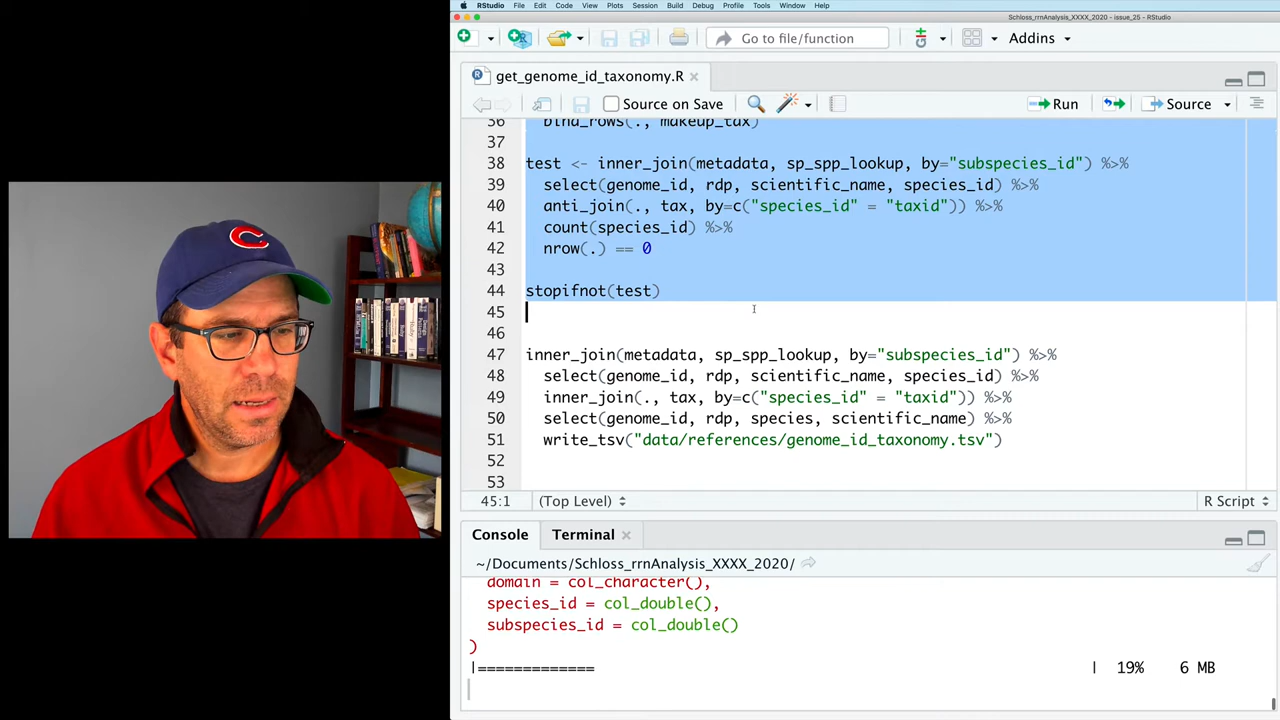 RStudio File Edit Code View Plots Session Build Debug Profile Tools Window Help
Schloss_rrnAnalysis_XXXX_2020 - issue_25 - RStudio
Go to file/function Addins
get_genome_id_taxonomy.R
Source on Save Run Source
36 bind_rows(., makeup_tax)
37
38 test <- inner_join(metadata, sp_spp_lookup, by="subspecies_id") %>%
39 select(genome_id, rdp, scientific_name, species_id) %>%
40 anti_join(., tax, by=c("species_id" = "taxid")) %>%
41 count(species_id) %>%
42 nrow(.) == 0
43
44 stopifnot(test)
45
46
47 inner_join(metadata, sp_spp_lookup, by="subspecies_id") %>%
48 select(genome_id, rdp, scientific_name, species_id) %>%
49 inner_join(., tax, by=c("species_id" = "taxid")) %>%
50 select(genome_id, rdp, species, scientific_name) %>%
51 write_tsv("data/references/genome_id_taxonomy.tsv")
52
53
45:1 (Top Level) R Script
Console Terminal
~/Documents/Schloss_rrnAnalysis_XXXX_2020/
domain = col_character(),
species_id = col_double(),
subspecies_id = col_double()
)
|============= | 19% 6 MB
C